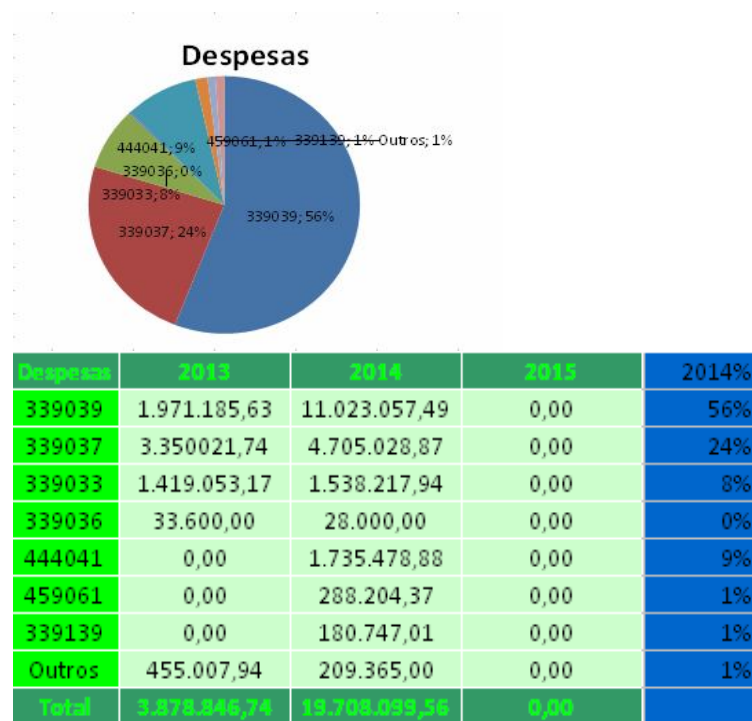 Despesas
459061; 1% 339139; 1% Outros; 1%
444041; 9%
339036; 0%
339033; 8%
339039; 56%
339037; 24%
Despesas 2013 2014 2015 2014%
339039 1.971.185,63 11.023.057,49 0,00 56%
339037 3.350021,74 4.705.028,87 0,00 24%
339033 1.419.053,17 1.538.217,94 0,00 8%
339036 33.600,00 28.000,00 0,00 0%
444041 0,00 1.735.478,88 0,00 9%
459061 0,00 288.204,37 0,00 1%
339139 0,00 180.747,01 0,00 1%
Outros 455.007,94 209.365,00 0,00 1%
Total 3.878.846,74 19.708.099,56 0,00